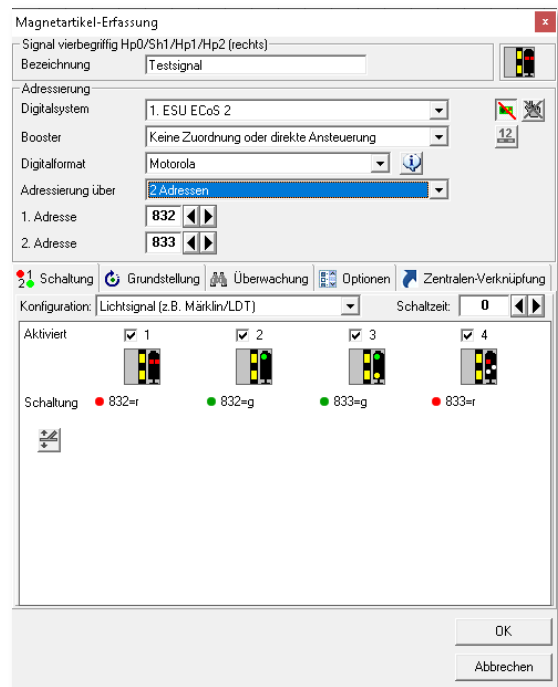 Magnetartikel-Erfassung
Signal vierbegriffig Hp0/Sh1/Hp1/Hp2 (rechts)
Bezeichnung Testsignal
Adressierung
Digitalsystem 1. ESU ECoS 2
Booster Keine Zuordnung oder direkte Ansteuerung
12
Digitalformat Motorola
Adressierung über 2 Adressen
1. Adresse 832
2. Adresse 833
1 2 Schaltung Grundstellung Überwachung Optionen Zentralen-Verknüpfung
Konfiguration: Lichtsignal (z.B. Märklin/LDT) Schaltzeit: 0
Aktiviert 1 2 3 4
Schaltung 832=r 832=g 833=g 833=r
OK
Abbrechen